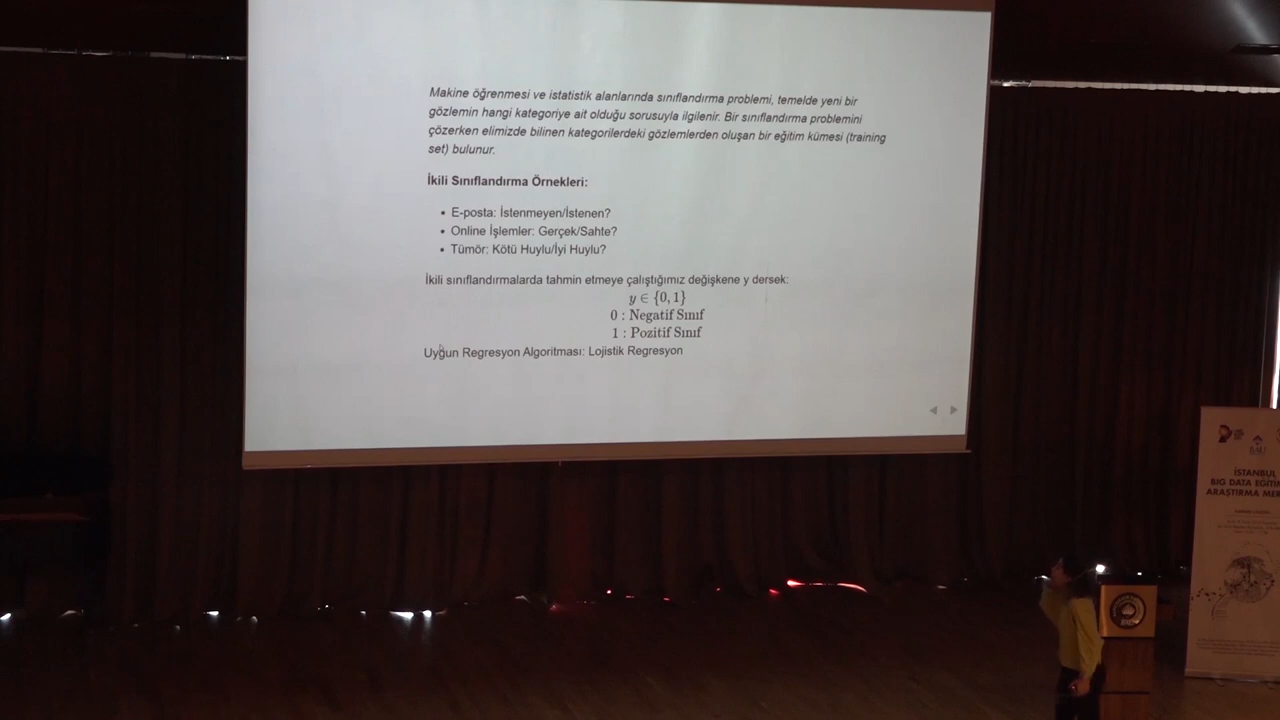 Makine öğrenmesi ve istatistik alanlarında sınıflandırma problemi, temelde yeni bir
gözlemin hangi kategoriye ait olduğu sorusuyla ilgilenir. Bir sınıflandırma problemini
çözerken elimizde bilinen kategorilerdeki gözlemlerden oluşan bir eğitim kümesi (training
set) bulunur.
İkili Sınıflandırma Örnekleri:
• E-posta: İstenmeyen/İstenen?
• Online İşlemler: Gerçek/Sahte?
• Tümör: Kötü Huylu/İyi Huylu?
İkili sınıflandırmalarda tahmin etmeye çalıştığımız değişkene y dersek:
y ∈ {0, 1}
0 : Negatif Sınıf
1 : Pozitif Sınıf
Uygun Regresyon Algoritması: Lojistik Regresyon
BAU
İSTANBUL
BIG DATA EĞİTİM
ARAŞTIRMA MER
BAU